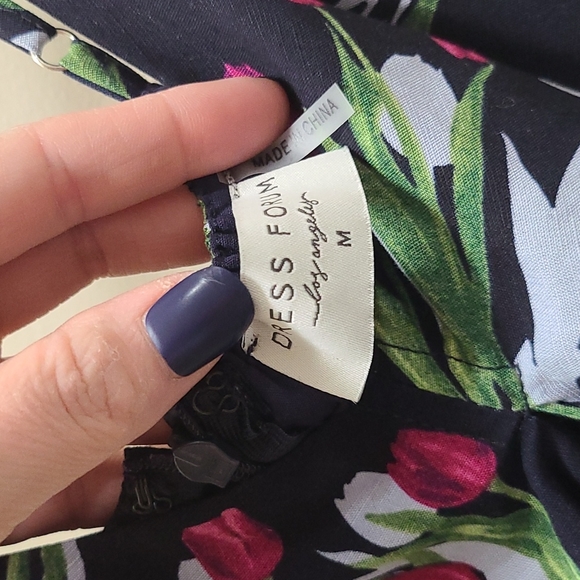 MADE IN CHINA
DRESS FORUM
los angeles
M